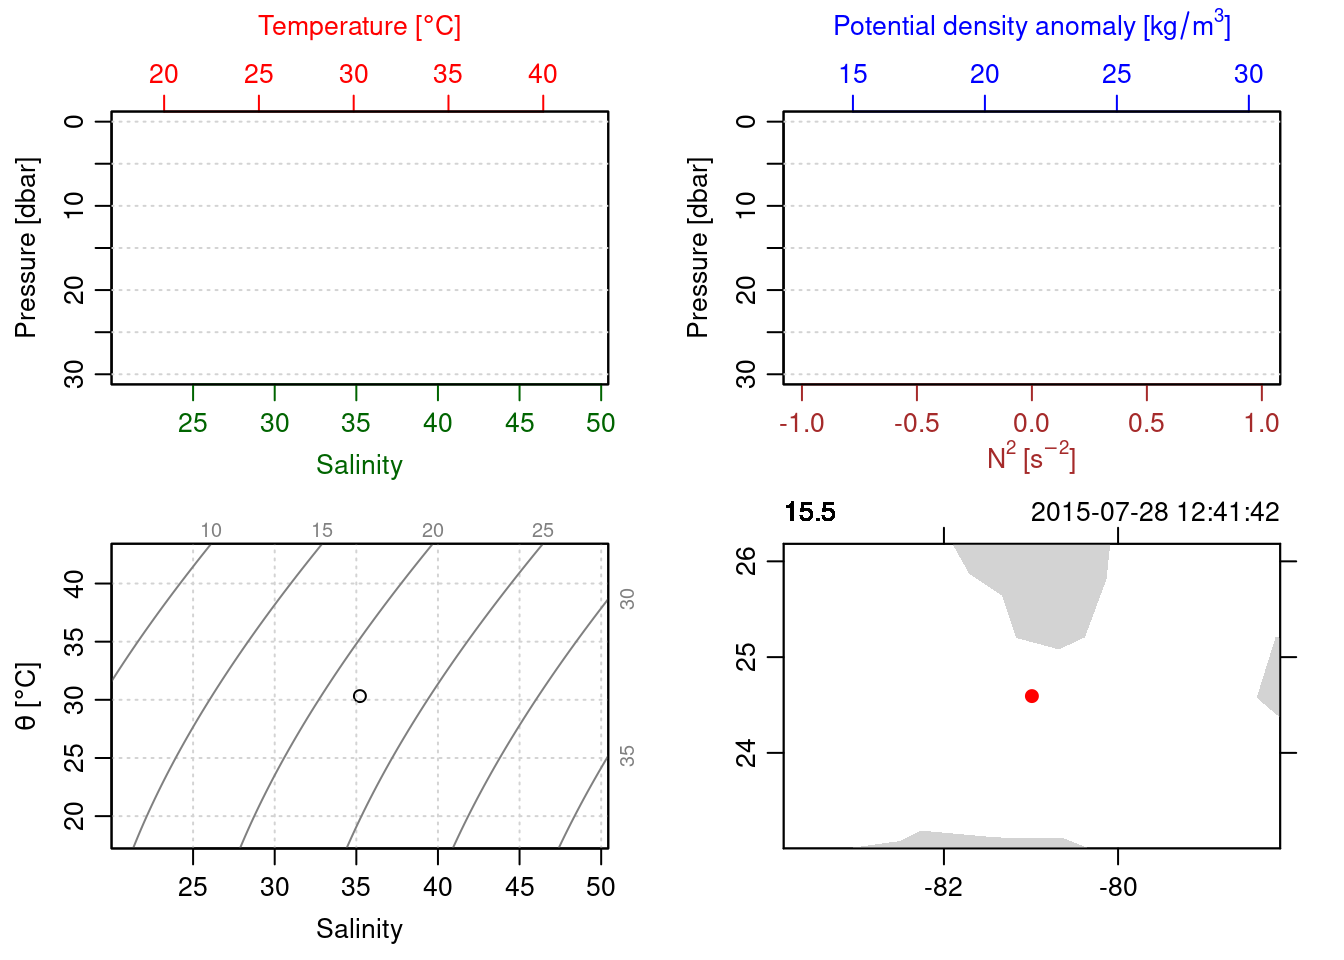 Temperature [°C]
20 25 30 35 40
0
10
20
30
Pressure [dbar]
25 30 35 40 45 50
Salinity
Potential density anomaly [kg/m³]
15 20 25 30
0
10
20
30
Pressure [dbar]
-1.0 -0.5 0.0 0.5 1.0
N² [s⁻²]
10 15 20 25
30
35
40
35
30
25
20
θ [°C]
25 30 35 40 45 50
Salinity
15.5 2015-07-28 12:41:42
26
25
24
-82 -80